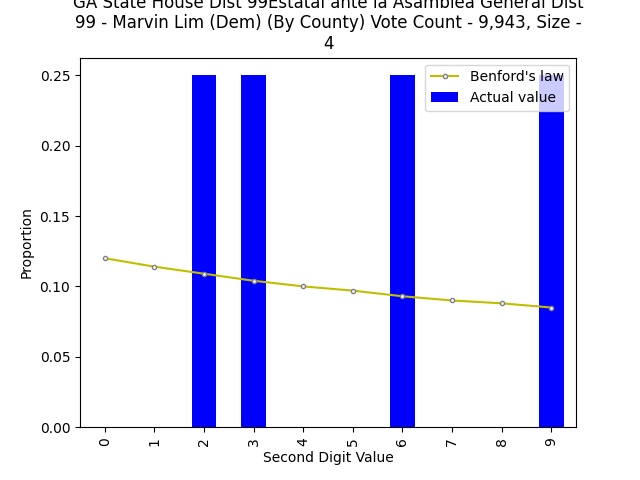 GA State House Dist 99Estatal ante la Asamblea General Dist
99 - Marvin Lim (Dem) (By County) Vote Count - 9,943, Size -
4
Benford's law
Actual value
0.25
0.20
0.15
0.10
0.05
0.00
Proportion
0 1 2 3 4 5 6 7 8 9
Second Digit Value